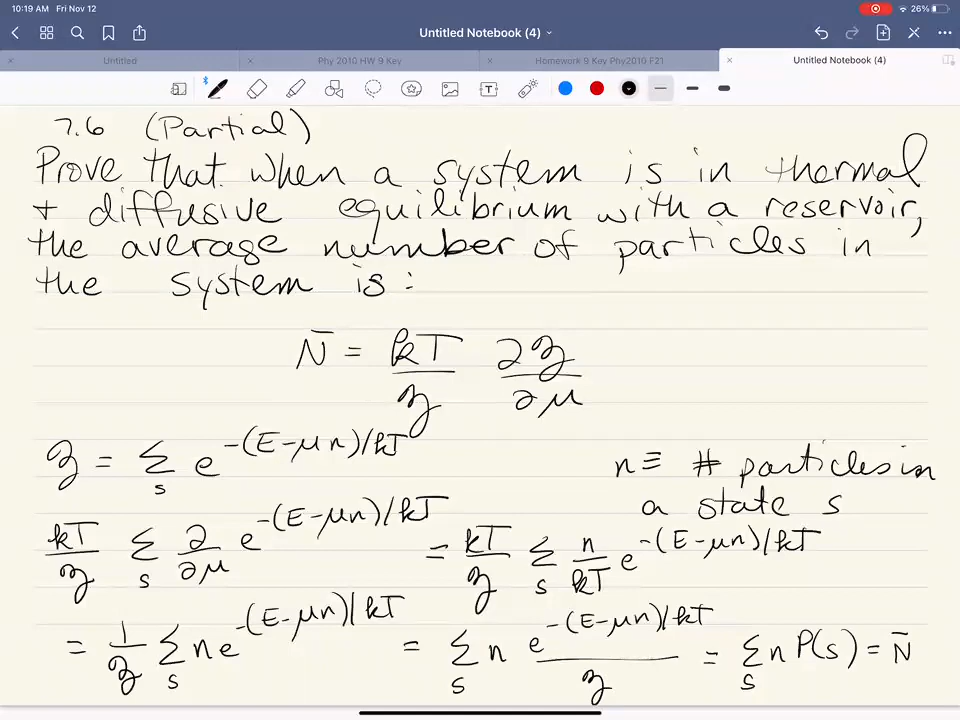 10:19 AM Fri Nov 12
26%
Untitled Notebook (4)
Untitled
Phy 2010 HW 9 Key
Homework 9 Key Phy2010 F21
Untitled Notebook (4)
7.6 (Partial)
Prove that when a system is in thermal
+ diffusive equilibrium with a reservoir,
the average number of particles in
the system is:
N̄ = kT/𝒵 ∂𝒵/∂μ
𝒵 = Σ_s e^{-(E-μn)/kT}
n ≡ # particles in
a state s
kT/𝒵 Σ_s ∂/∂μ e^{-(E-μn)/kT} = kT/𝒵 Σ_s n/kT e^{-(E-μn)/kT}
= 1/𝒵 Σ_s n e^{-(E-μn)/kT} = Σ_s n e^{-(E-μn)/kT}/𝒵 = Σ_s n P(s) = N̄